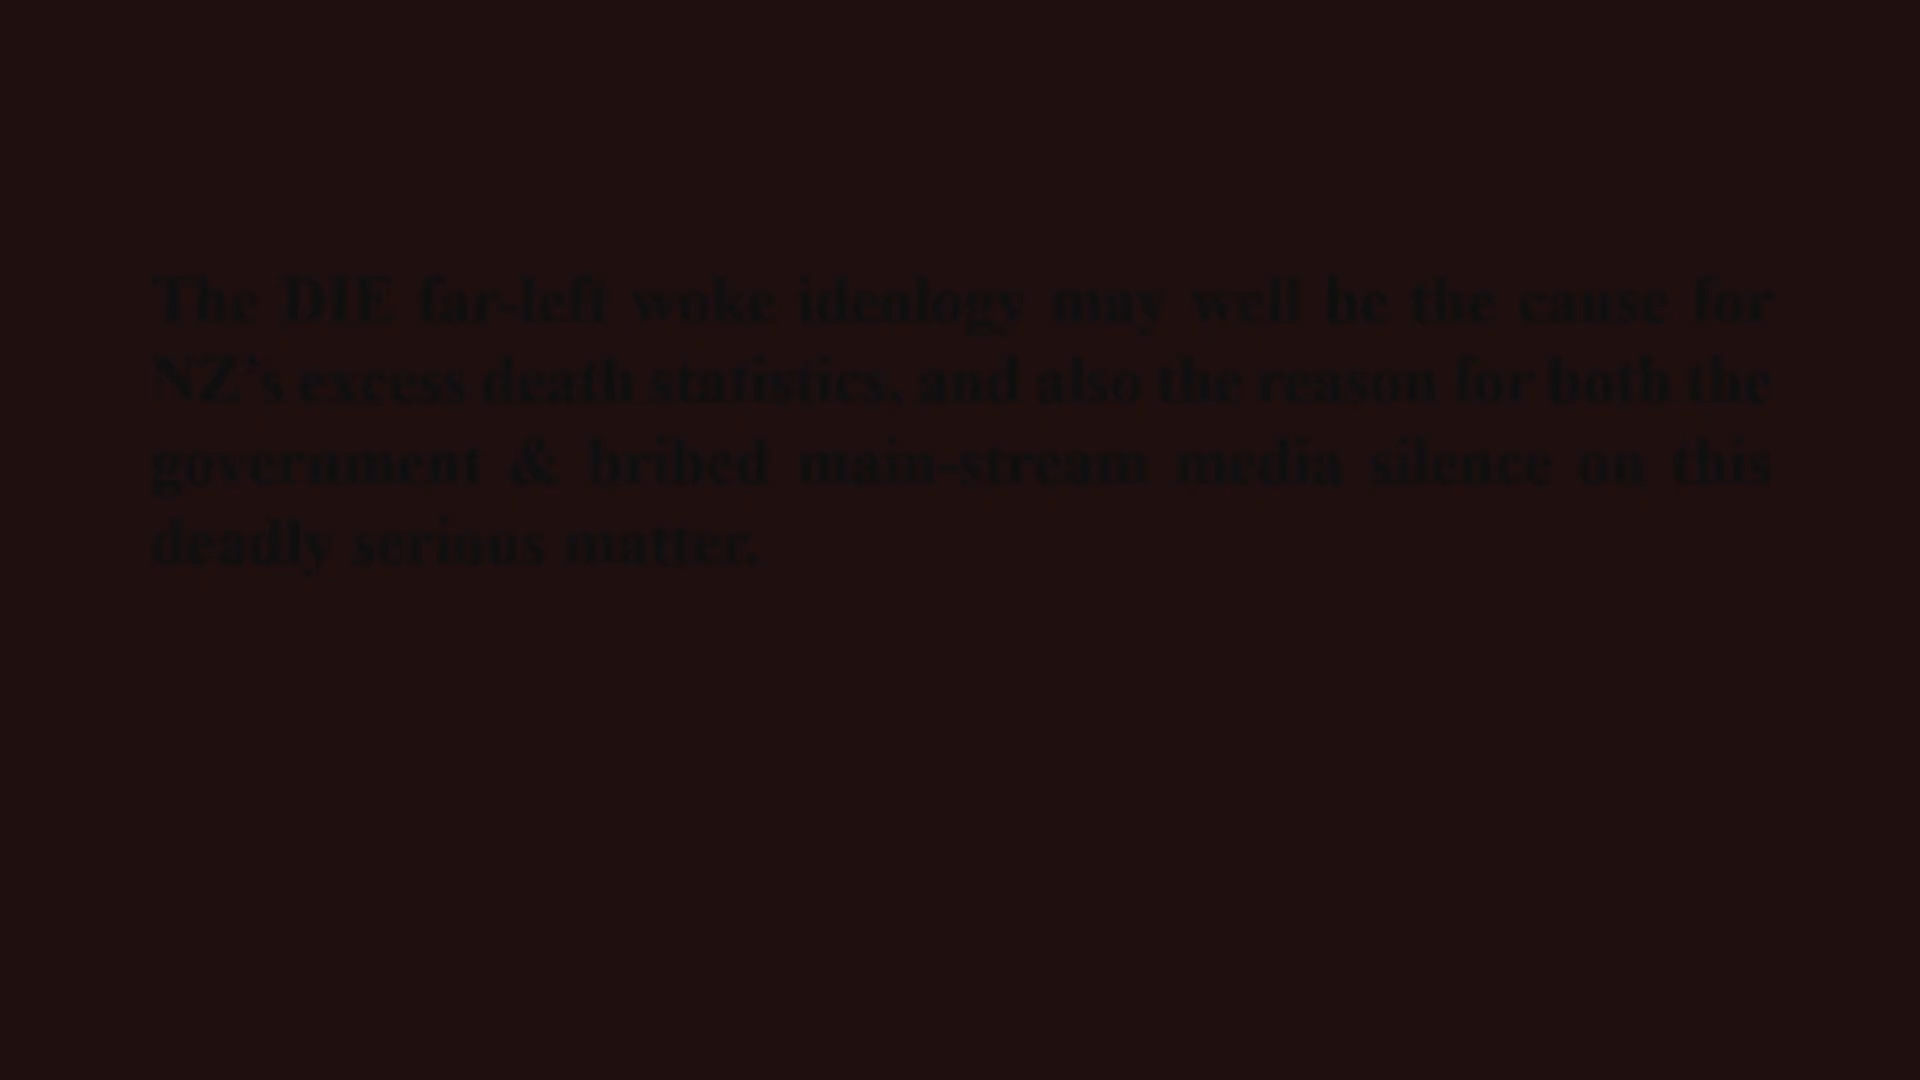 The DIE far-left woke idealogy may well be the cause for
NZ's excess death statistics, and also the reason for both the
government & bribed main-stream media silence on this
deadly serious matter.